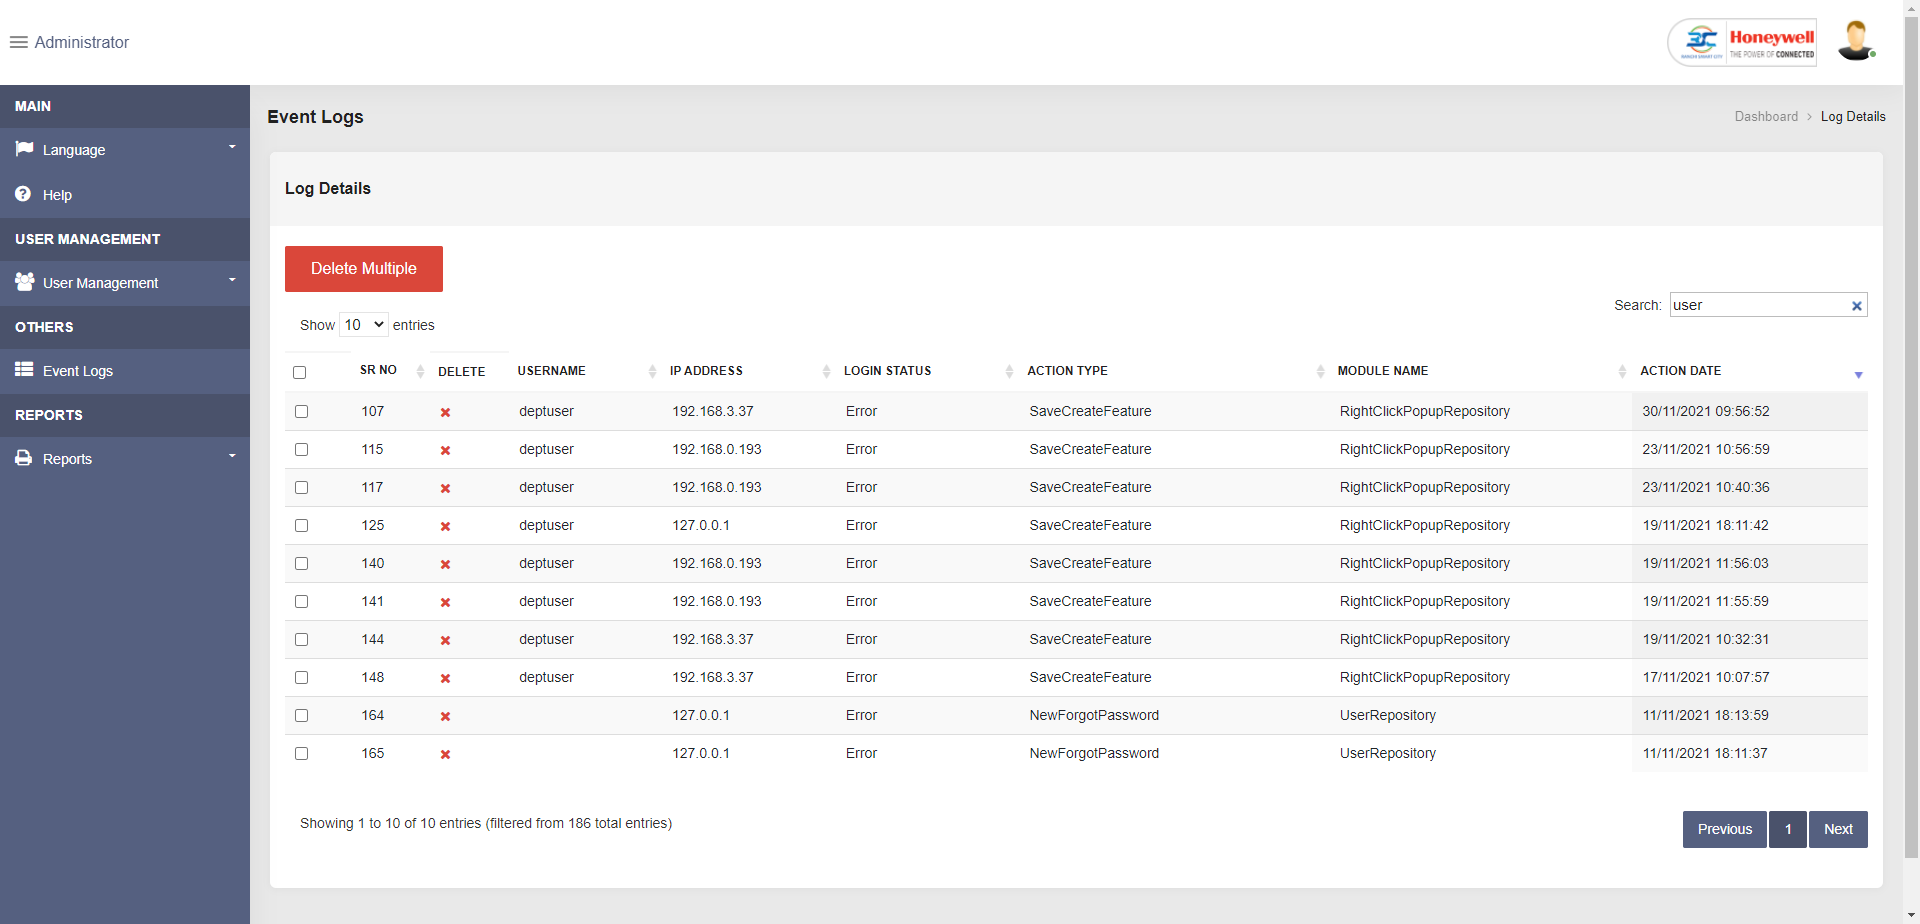 Administrator
Honeywell
THE POWER OF CONNECTED
MAIN
Language
Help
USER MANAGEMENT
User Management
OTHERS
Event Logs
REPORTS
Reports
Event Logs
Dashboard > Log Details
Log Details
Delete Multiple
Search: user
Show 10 entries
SR NO DELETE USERNAME IP ADDRESS LOGIN STATUS ACTION TYPE MODULE NAME ACTION DATE
107 deptuser 192.168.3.37 Error SaveCreateFeature RightClickPopupRepository 30/11/2021 09:56:52
115 deptuser 192.168.0.193 Error SaveCreateFeature RightClickPopupRepository 23/11/2021 10:56:59
117 deptuser 192.168.0.193 Error SaveCreateFeature RightClickPopupRepository 23/11/2021 10:40:36
125 deptuser 127.0.0.1 Error SaveCreateFeature RightClickPopupRepository 19/11/2021 18:11:42
140 deptuser 192.168.0.193 Error SaveCreateFeature RightClickPopupRepository 19/11/2021 11:56:03
141 deptuser 192.168.0.193 Error SaveCreateFeature RightClickPopupRepository 19/11/2021 11:55:59
144 deptuser 192.168.3.37 Error SaveCreateFeature RightClickPopupRepository 19/11/2021 10:32:31
148 deptuser 192.168.3.37 Error SaveCreateFeature RightClickPopupRepository 17/11/2021 10:07:57
164 127.0.0.1 Error NewForgotPassword UserRepository 11/11/2021 18:13:59
165 127.0.0.1 Error NewForgotPassword UserRepository 11/11/2021 18:11:37
Showing 1 to 10 of 10 entries (filtered from 186 total entries)
Previous 1 Next